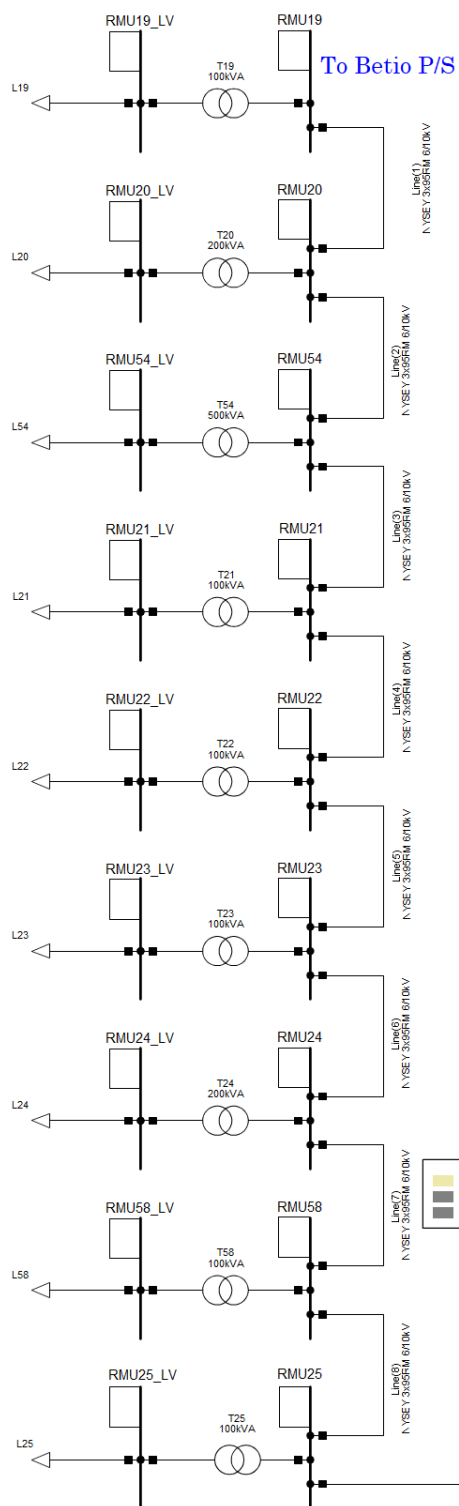 RMU19_LV
RMU19
To Betio P/S
T19
100kVA
L19
Line(1)
NYSEY 3x95RM 6/10kV
RMU20_LV
RMU20
T20
200kVA
L20
Line(2)
NYSEY 3x95RM 6/10kV
RMU54_LV
RMU54
T54
500kVA
L54
Line(3)
NYSEY 3x95RM 6/10kV
RMU21_LV
RMU21
T21
100kVA
L21
Line(4)
NYSEY 3x95RM 6/10kV
RMU22_LV
RMU22
T22
100kVA
L22
Line(5)
NYSEY 3x95RM 6/10kV
RMU23_LV
RMU23
T23
100kVA
L23
Line(6)
NYSEY 3x95RM 6/10kV
RMU24_LV
RMU24
T24
200kVA
L24
Line(7)
NYSEY 3x95RM 6/10kV
RMU58_LV
RMU58
T58
100kVA
L58
Line(8)
NYSEY 3x95RM 6/10kV
RMU25_LV
RMU25
T25
100kVA
L25